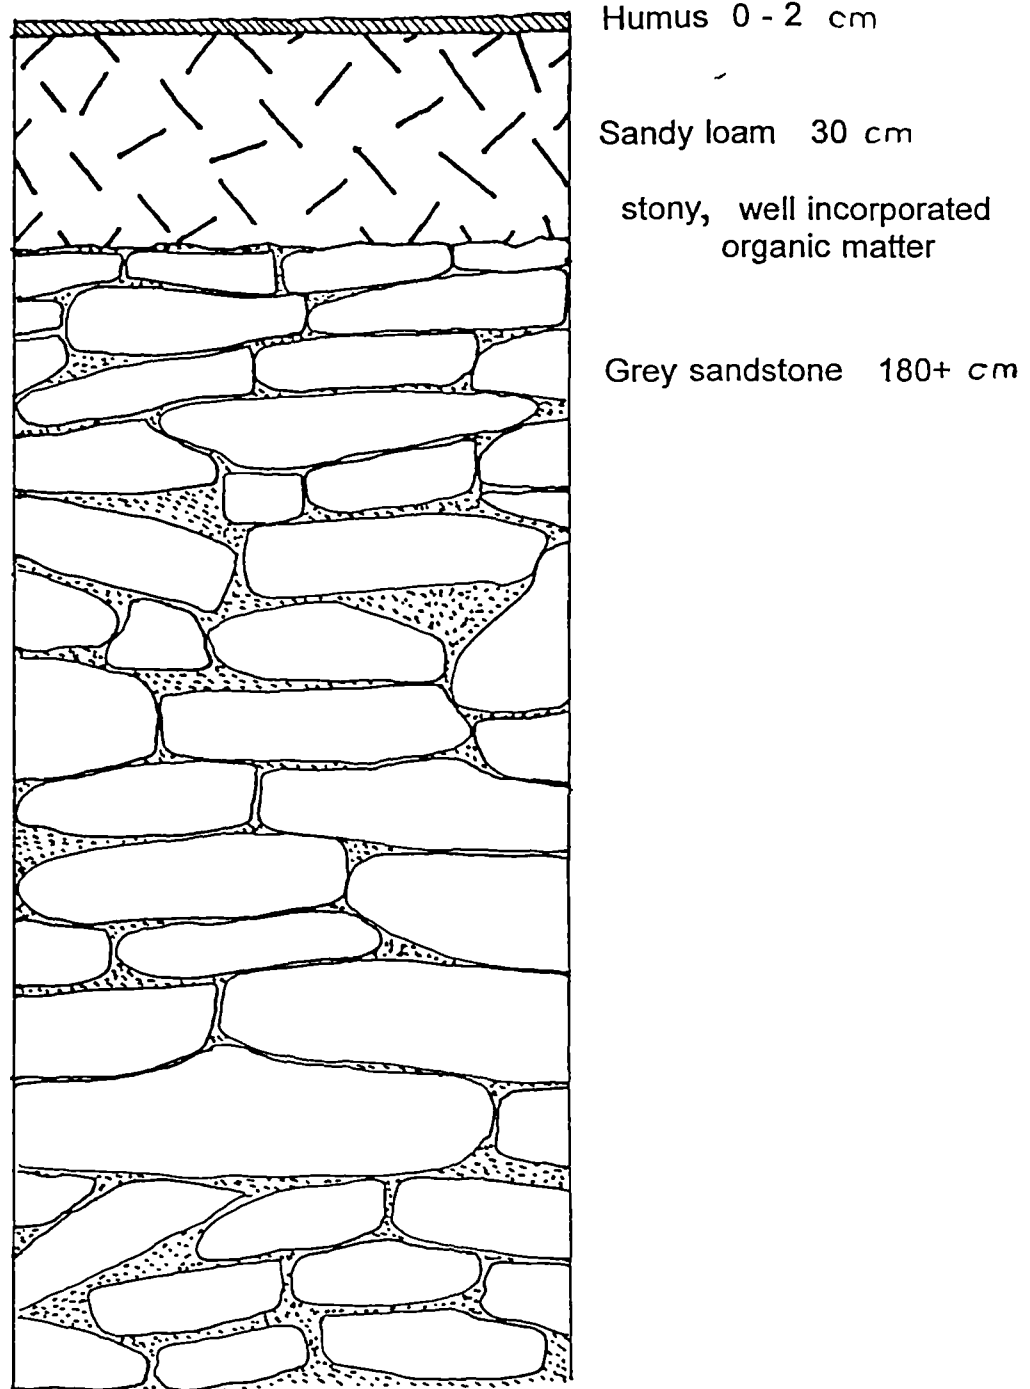 Humus 0 - 2 cm
Sandy loam 30 cm
stony, well incorporated
organic matter
Grey sandstone 180+ cm